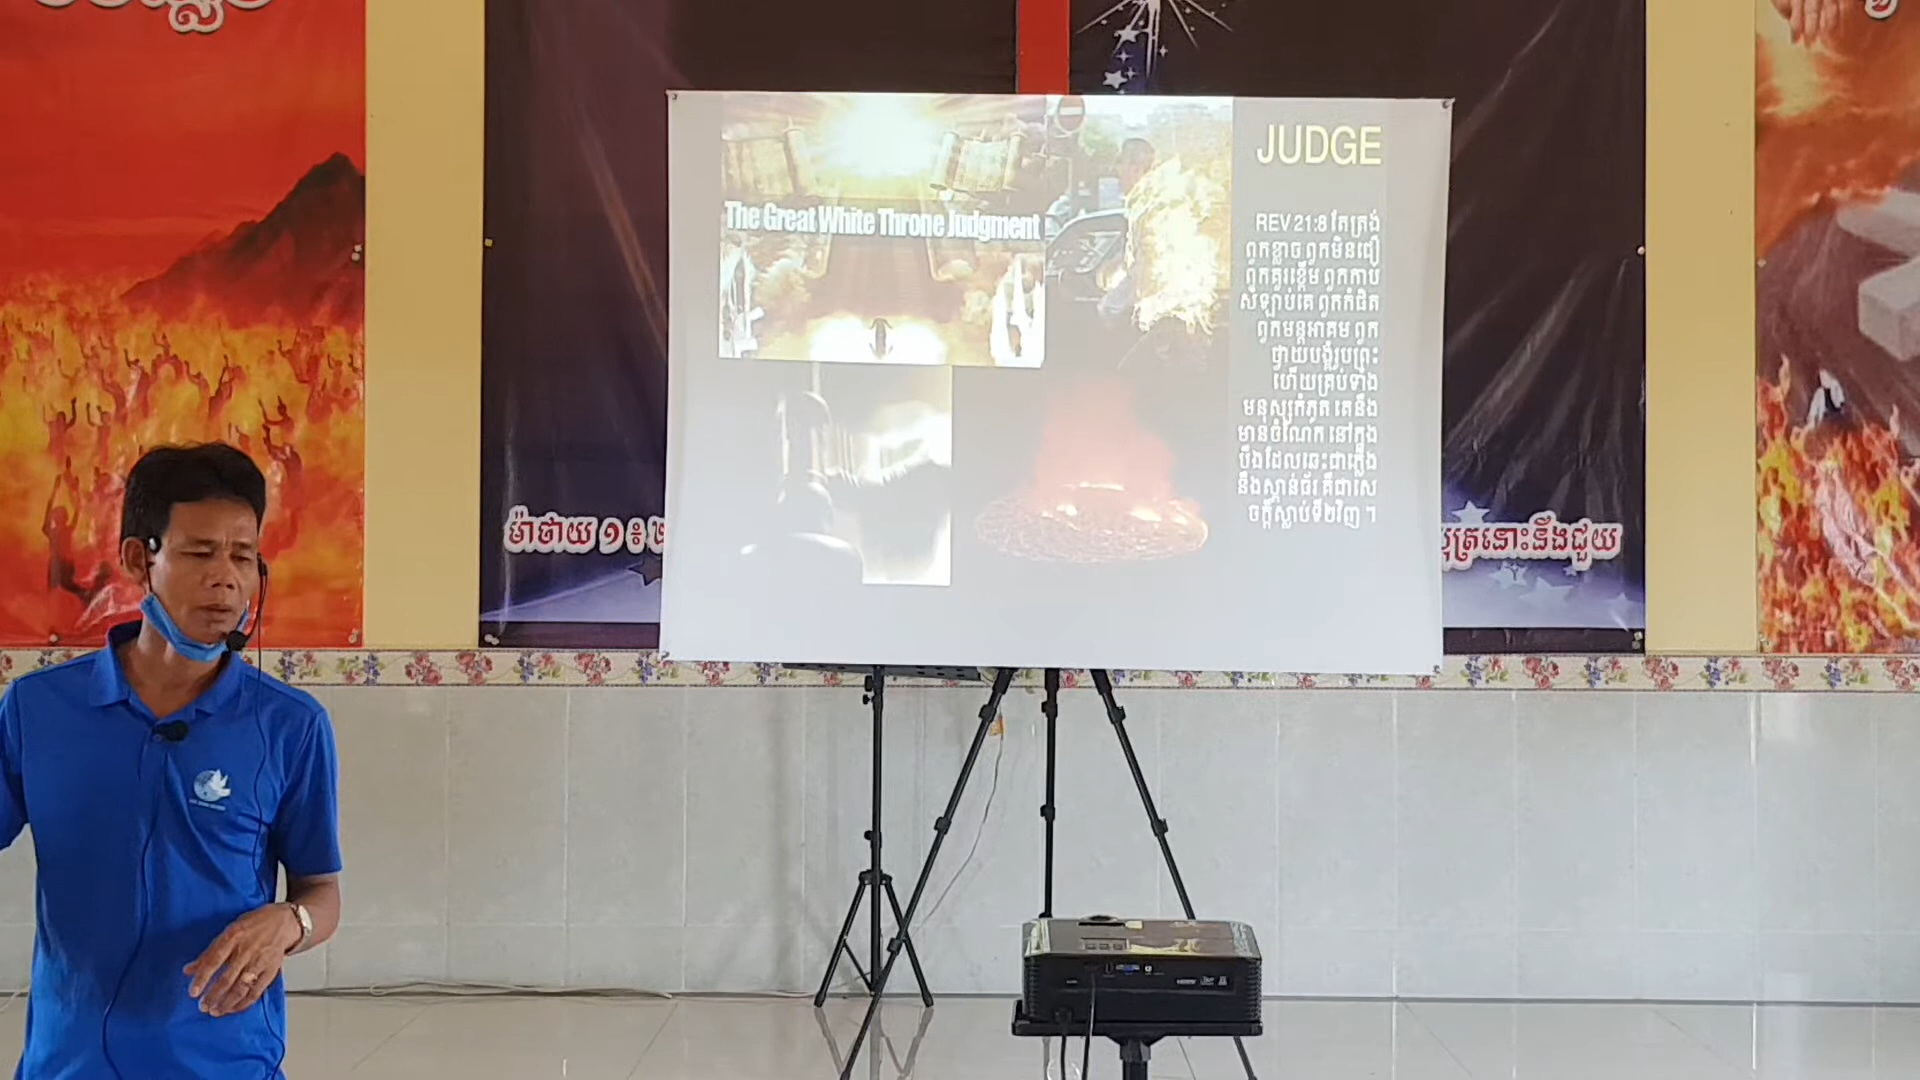 The Great White Throne Judgment
JUDGE
REV 21:8 តែត្រង់
ពួកខ្លាច ពួកមិនជឿ
ពួកគួរខ្ពើម ពួកកាប់
សំឡាប់គេ ពួកកំផិត
ពួកមន្តអាគម ពួក
ថ្វាយបង្គំរូបព្រះ
ហើយគ្រប់ទាំង
មនុស្សកំភូត គេនឹង
មានចំណែក នៅក្នុង
បឹងដែលឆេះជាភ្លើង
នឹងស្ពាន់ធ័រ គឺជាសេ
ចក្ដីស្លាប់ទី២វិញ ។
ម៉ាថាយ ១ ៖
បុត្រនោះនឹងជួយ